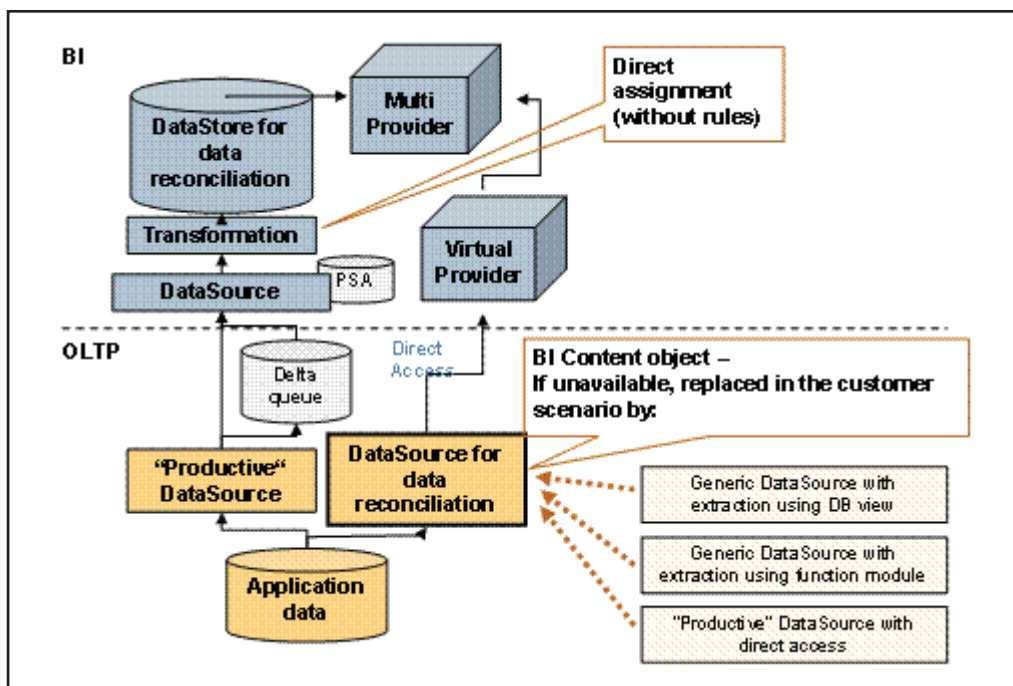 BI
DataStore for
data
reconciliation
Multi
Provider
Direct
assignment
(without rules)
Transformation
Virtual
Provider
DataSource
PSA
OLTP
Delta
queue
Direct
Access
BI Content object –
If unavailable, replaced in the customer
scenario by:
“Productive“
DataSource
DataSource for
data
reconciliation
Generic DataSource with
extraction using DB view
Generic DataSource with
extraction using function module
"Productive" DataSource with
direct access
Application
data